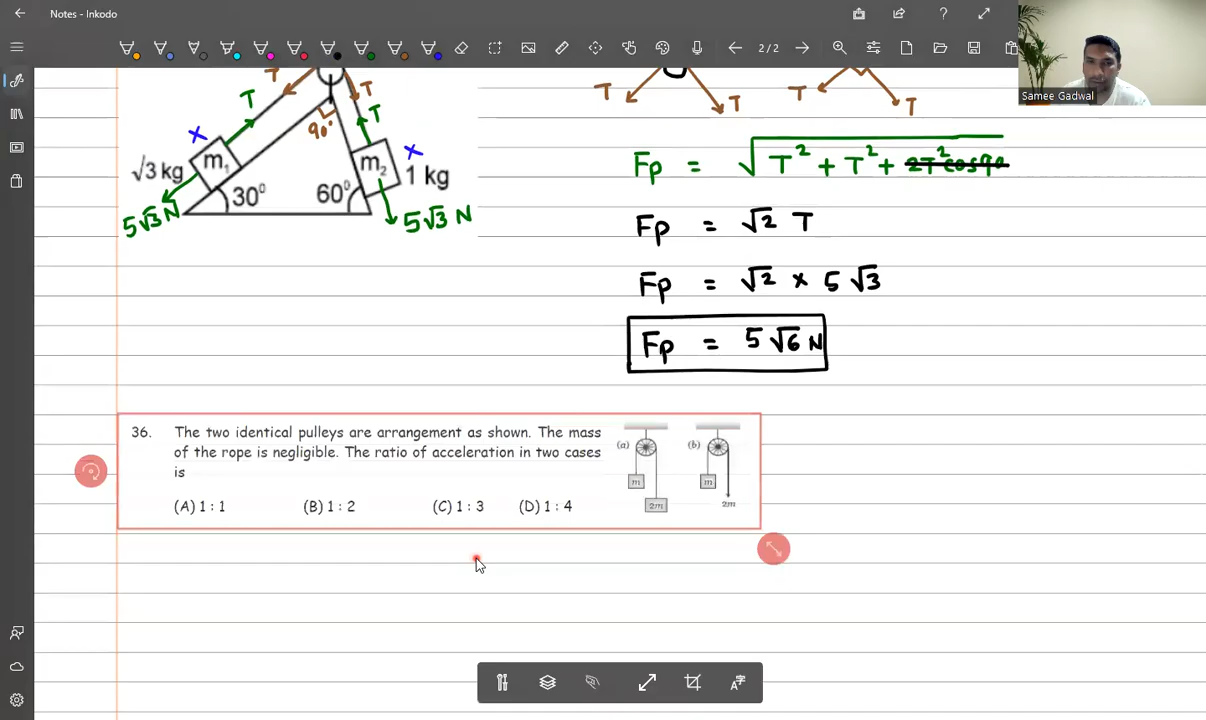 Notes - Inkodo
2/2
Samee Gadwal
T
T
T
T
90°
√3 kg
m₁
m₂
1 kg
30⁰
60⁰
5√3 N
5√3 N
T
T
T
T
Fp = √T² + T² + 2T²cos90
Fp = √2 T
Fp = √2 × 5 √3
Fp = 5 √6 N
36. The two identical pulleys are arrangement as shown. The mass
of the rope is negligible. The ratio of acceleration in two cases
is
(A) 1 : 1 (B) 1 : 2 (C) 1 : 3 (D) 1 : 4
(a)
m
2m
(b)
m
2m